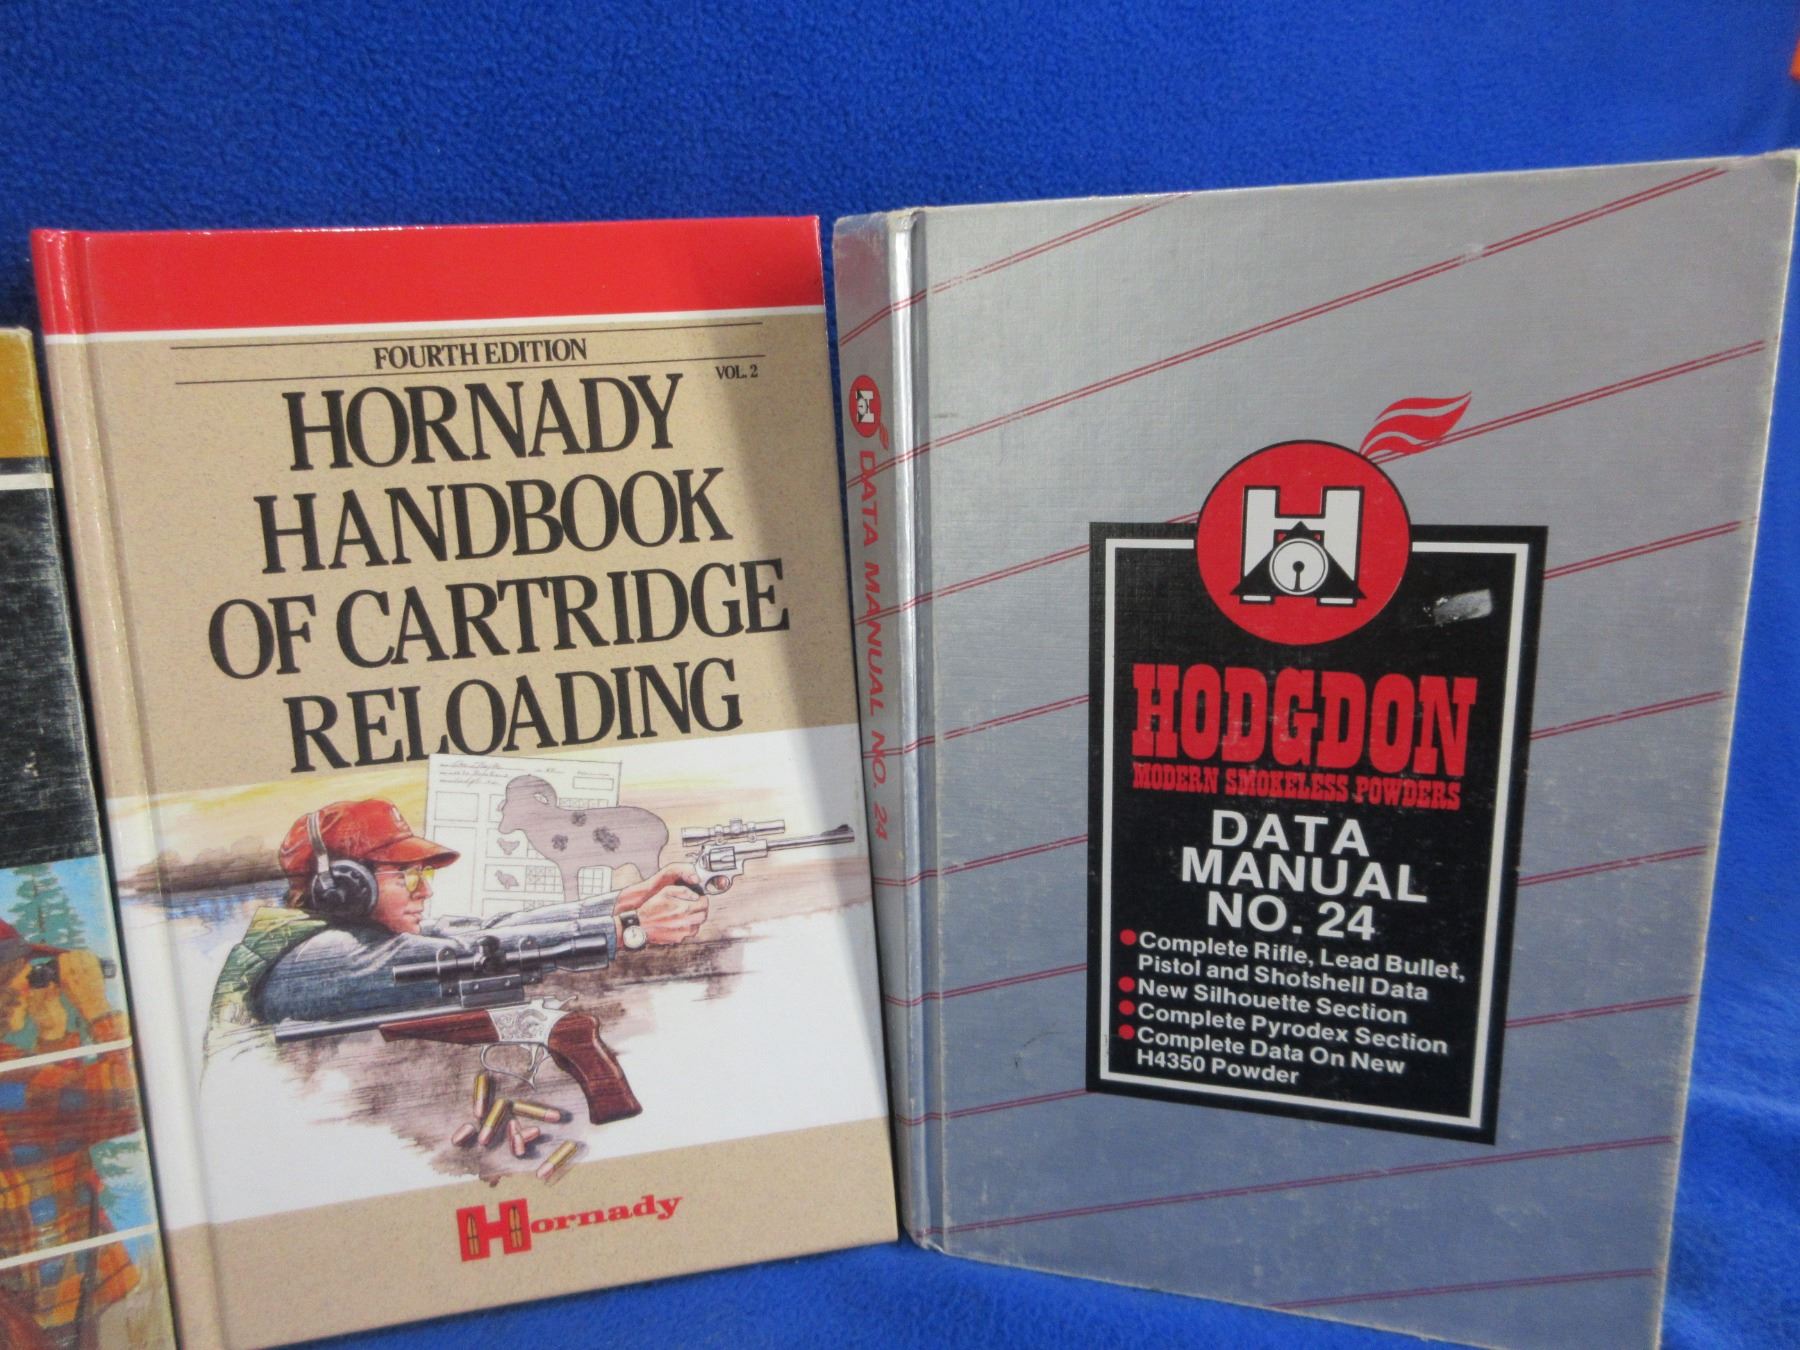 FOURTH EDITION
VOL. 2
HORNADY
HANDBOOK
OF CARTRIDGE
RELOADING
Hornady
DATA MANUAL NO. 24
H
HODGDON
MODERN SMOKELESS POWDERS
DATA
MANUAL
NO. 24
Complete Rifle, Lead Bullet,
Pistol and Shotshell Data
New Silhouette Section
Complete Pyrodex Section
Complete Data On New
H4350 Powder